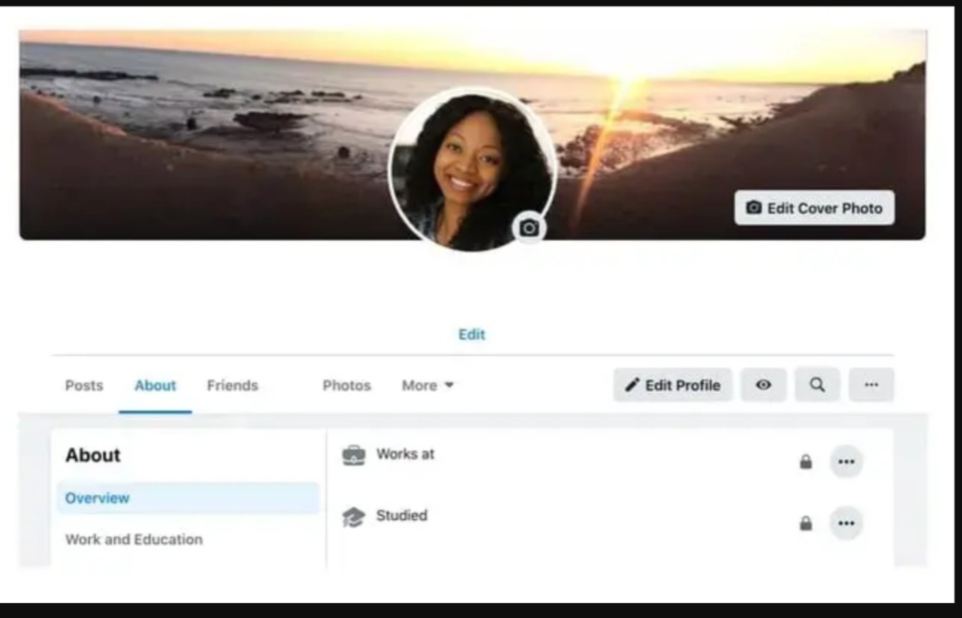 Edit Cover Photo
Edit
Posts About Friends Photos More Edit Profile
About
Overview
Work and Education
Works at
Studied